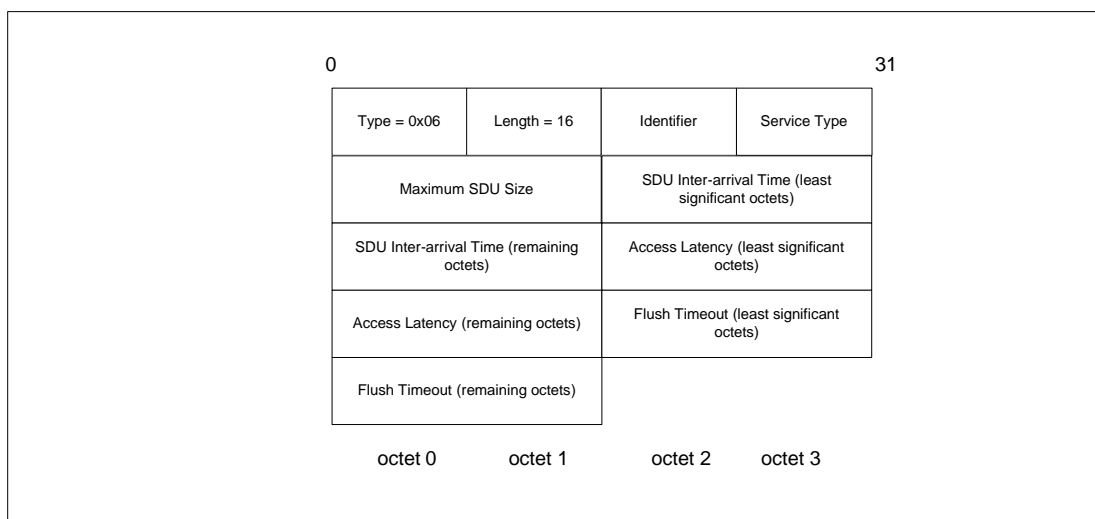 0
31
Type = 0x06
Length = 16
Identifier
Service Type
Maximum SDU Size
SDU Inter-arrival Time (least
significant octets)
SDU Inter-arrival Time (remaining
octets)
Access Latency (least significant
octets)
Access Latency (remaining octets)
Flush Timeout (least significant
octets)
Flush Timeout (remaining octets)
octet 0
octet 1
octet 2
octet 3